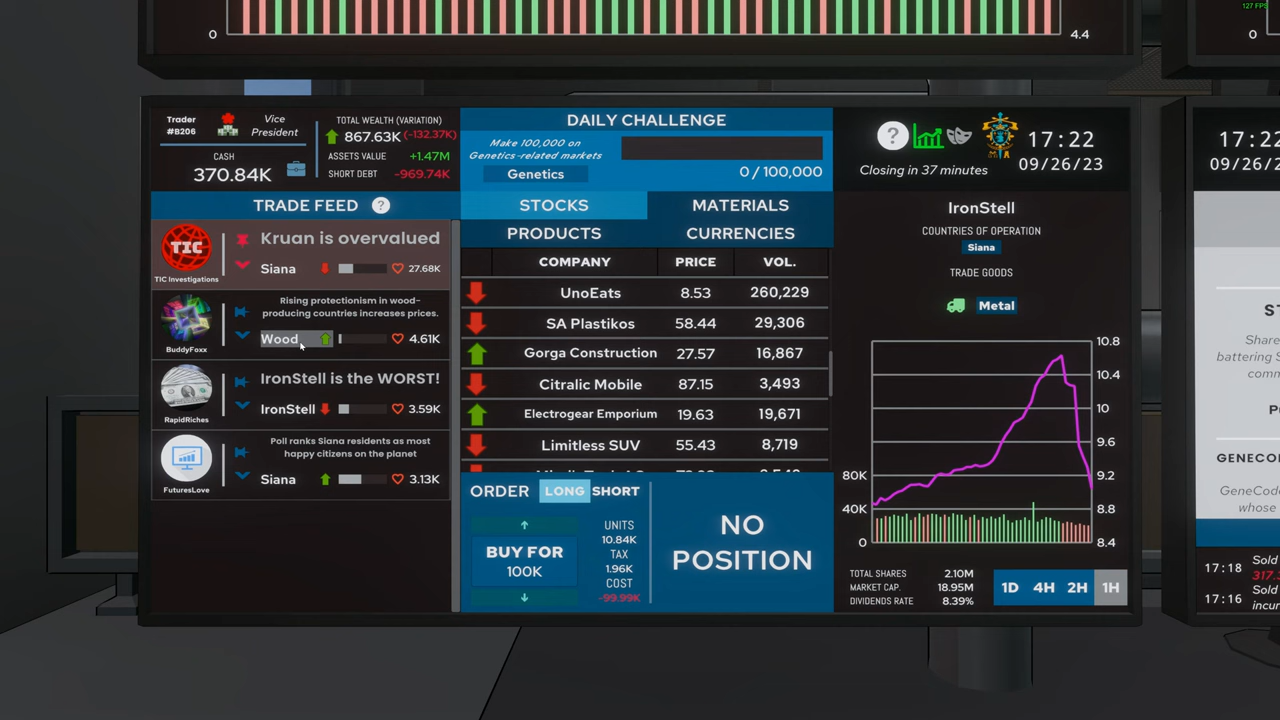 127 FPS
0
4.4
0
Trader
#B206
Vice
President
CASH
370.84K
TOTAL WEALTH (VARIATION)
867.63K (-132.37K)
ASSETS VALUE +1.47M
SHORT DEBT -969.74K
DAILY CHALLENGE
Make 100,000 on
Genetics-related markets
Genetics
0 / 100,000
?
17:22
Closing in 37 minutes
09/26/23
TRADE FEED ?
TIC
TIC Investigations
Kruan is overvalued
Siana 27.68K
BuddyFoxx
Rising protectionism in wood-
producing countries increases prices.
Wood 4.61K
RapidRiches
IronStell is the WORST!
IronStell 3.59K
FuturesLove
Poll ranks Siana residents as most
happy citizens on the planet
Siana 3.13K
STOCKS MATERIALS
PRODUCTS CURRENCIES
COMPANY PRICE VOL.
UnoEats 8.53 260,229
SA Plastikos 58.44 29,306
Gorga Construction 27.57 16,867
Citralic Mobile 87.15 3,493
Electrogear Emporium 19.63 19,671
Limitless SUV 55.43 8,719
ORDER LONG SHORT
BUY FOR
100K
UNITS
10.84K
TAX
1.96K
COST
-99.99K
NO
POSITION
IronStell
COUNTRIES OF OPERATION
Siana
TRADE GOODS
Metal
10.8
10.4
10
9.6
80K 9.2
40K 8.8
0 8.4
TOTAL SHARES 2.10M
MARKET CAP. 18.95M
DIVIDENDS RATE 8.39%
1D 4H 2H 1H
17:22
09/26/23
ST
Share
battering S
comm
P
GENECO
GeneCod
whose
17:18 Sold
317.
17:16 Sold
incur